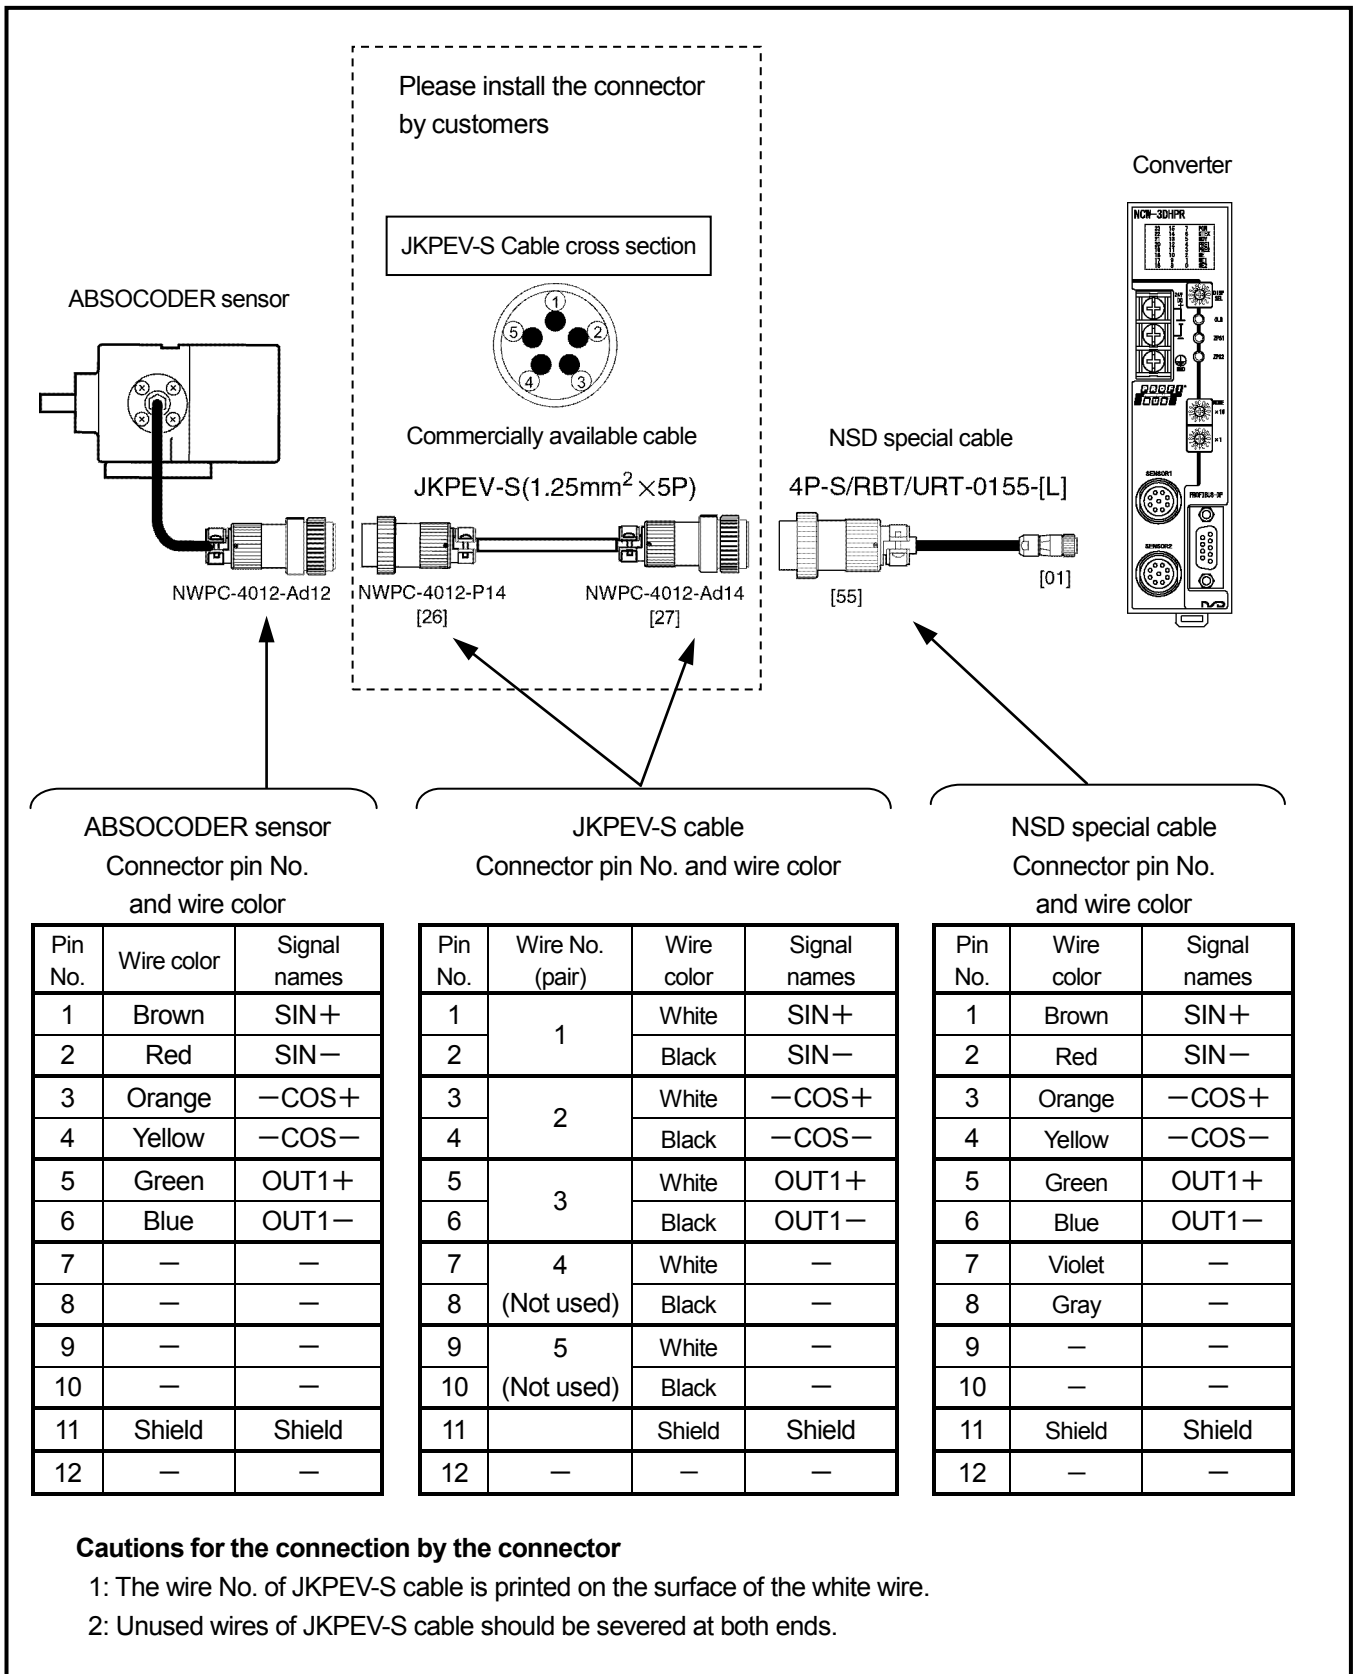 Please install the connector
by customers
Converter
JKPEV-S Cable cross section
ABSOCODER sensor
1
5 2
4 3
Commercially available cable
JKPEV-S(1.25mm² ×5P)
NSD special cable
4P-S/RBT/URT-0155-[L]
NCW-3DHPR
SENSOR1
PROFIBUS-DP
SENSOR2
NWPC-4012-Ad12
NWPC-4012-P14
[26]
NWPC-4012-Ad14
[27]
[55]
[01]
ABSOCODER sensor
Connector pin No.
and wire color
Pin No. Wire color Signal names
1 Brown SIN+
2 Red SIN−
3 Orange −COS+
4 Yellow −COS−
5 Green OUT1+
6 Blue OUT1−
7 − −
8 − −
9 − −
10 − −
11 Shield Shield
12 − −
JKPEV-S cable
Connector pin No. and wire color
Pin No. Wire No. (pair) Wire color Signal names
1 1 White SIN+
2 Black SIN−
3 2 White −COS+
4 Black −COS−
5 3 White OUT1+
6 Black OUT1−
7 4 White −
8 (Not used) Black −
9 5 White −
10 (Not used) Black −
11 Shield Shield
12 − − −
NSD special cable
Connector pin No.
and wire color
Pin No. Wire color Signal names
1 Brown SIN+
2 Red SIN−
3 Orange −COS+
4 Yellow −COS−
5 Green OUT1+
6 Blue OUT1−
7 Violet −
8 Gray −
9 − −
10 − −
11 Shield Shield
12 − −
Cautions for the connection by the connector
1: The wire No. of JKPEV-S cable is printed on the surface of the white wire.
2: Unused wires of JKPEV-S cable should be severed at both ends.